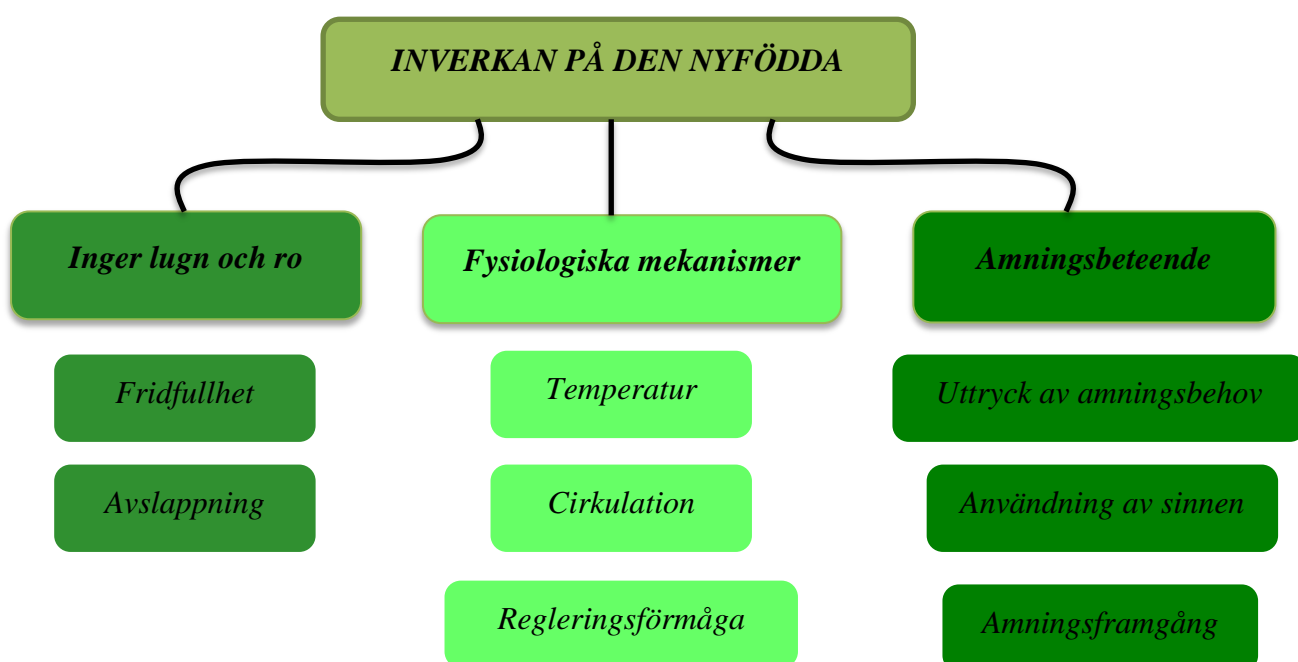 INVERKAN PÅ DEN NYFÖDDA
Inger lugn och ro
Fridfullhet
Avslappning
Fysiologiska mekanismer
Temperatur
Cirkulation
Regleringsförmåga
Amningsbeteende
Uttryck av amningsbehov
Användning av sinnen
Amningsframgång